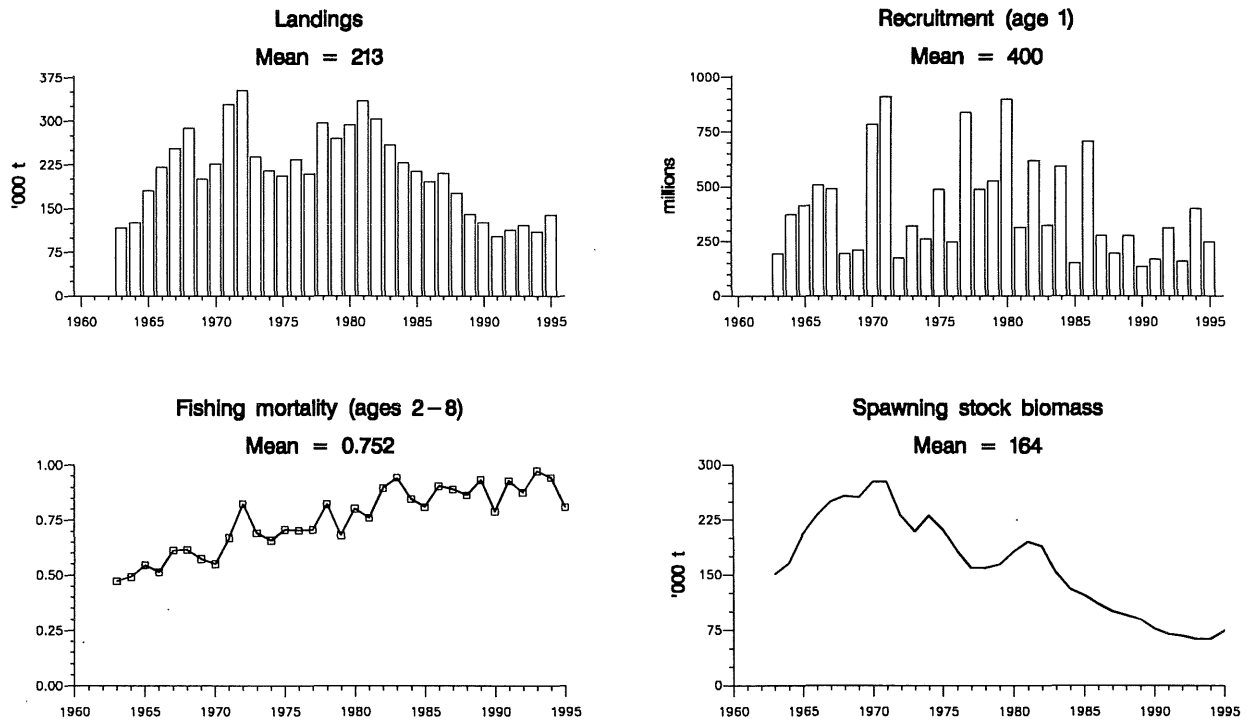 Landings
Mean = 213
'000 t
375
300
225
150
75
0
1960 1965 1970 1975 1980 1985 1990 1995
Recruitment (age 1)
Mean = 400
millions
1000
750
500
250
0
1960 1965 1970 1975 1980 1985 1990 1995
Fishing mortality (ages 2-8)
Mean = 0.752
1.00
0.75
0.50
0.25
0.00
1960 1965 1970 1975 1980 1985 1990 1995
Spawning stock biomass
Mean = 164
'000 t
300
225
150
75
0
1960 1965 1970 1975 1980 1985 1990 1995